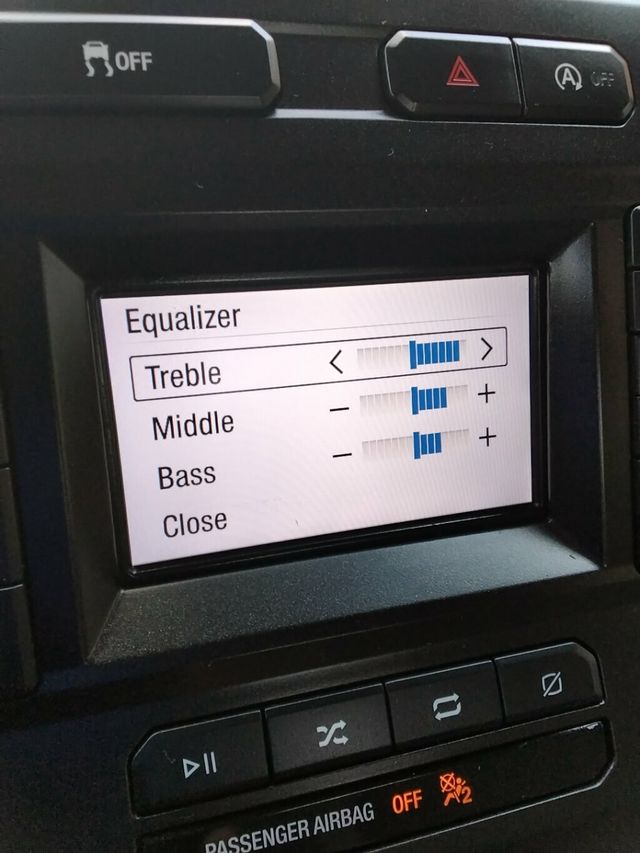 OFF
A OFF
Equalizer
Treble
Middle
Bass
Close
PASSENGER AIRBAG OFF 2